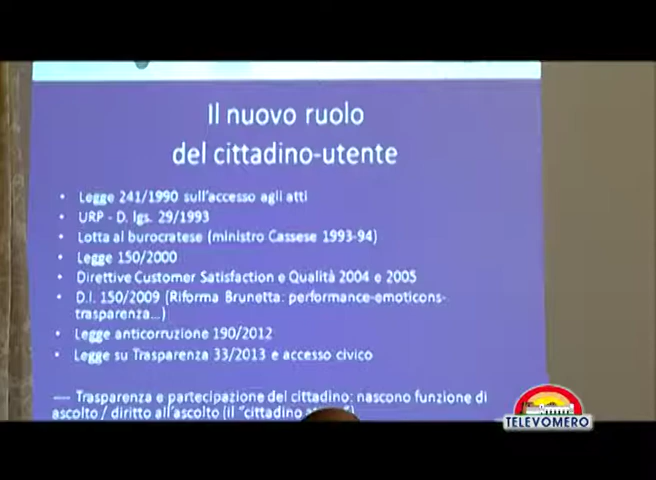 Il nuovo ruolo
del cittadino-utente
• Legge 241/1990 sull'accesso agli atti
• URP - D. lgs. 29/1993
• Lotta al burocratese (ministro Cassese 1993-94)
• Legge 150/2000
• Direttive Customer Satisfaction e Qualità 2004 e 2005
• D.l. 150/2009 (Riforma Brunetta: performance-emoticons-
trasparenza...)
• Legge anticorruzione 190/2012
• Legge su Trasparenza 33/2013 e accesso civico
— Trasparenza e partecipazione del cittadino: nascono funzione di
ascolto / diritto all'ascolto (il "cittadino
TELEVOMERO